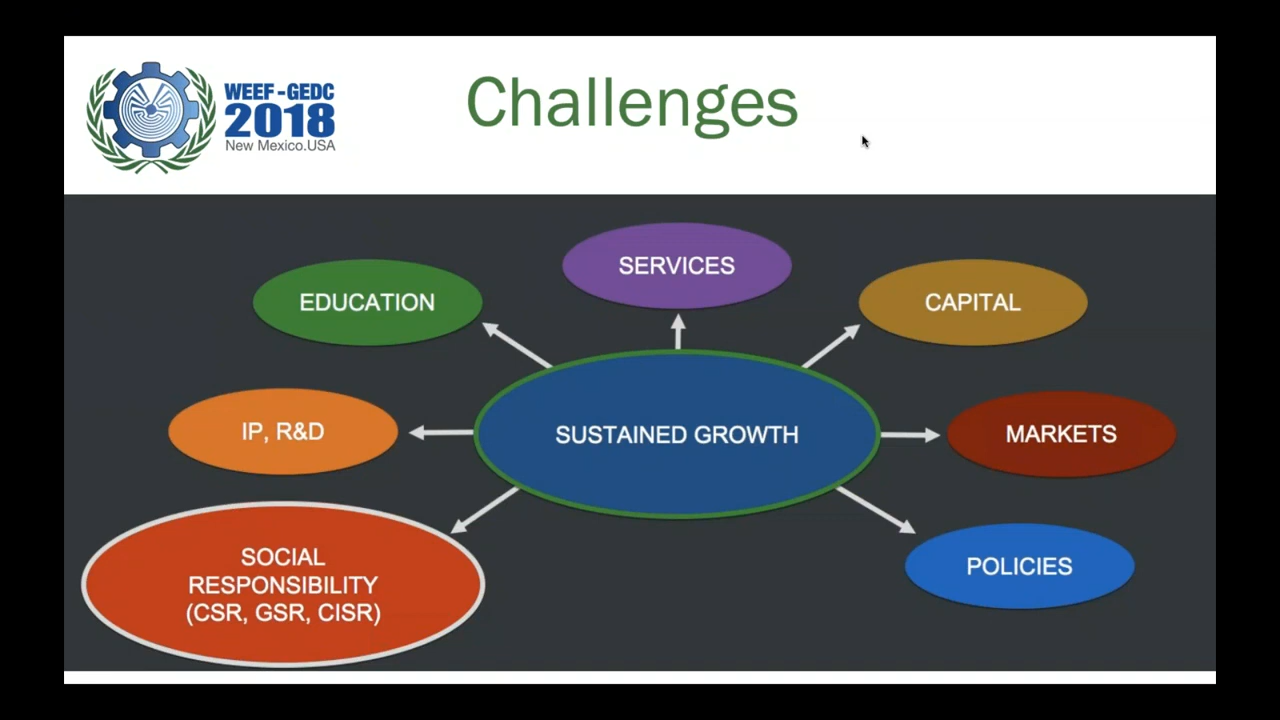 WEEF-GEDC
2018
New Mexico.USA
Challenges
SERVICES
EDUCATION
CAPITAL
IP, R&D
SUSTAINED GROWTH
MARKETS
SOCIAL
RESPONSIBILITY
(CSR, GSR, CISR)
POLICIES